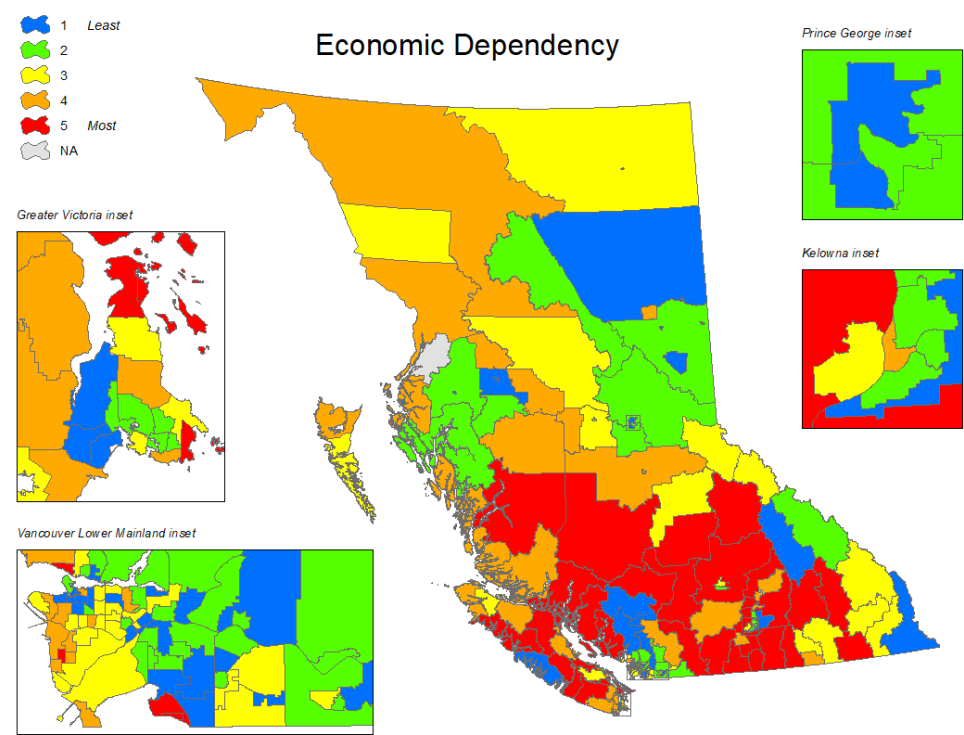 Economic Dependency
1 Least
2
3
4
5 Most
NA
Prince George inset
Greater Victoria inset
Kelowna inset
Vancouver Lower Mainland inset